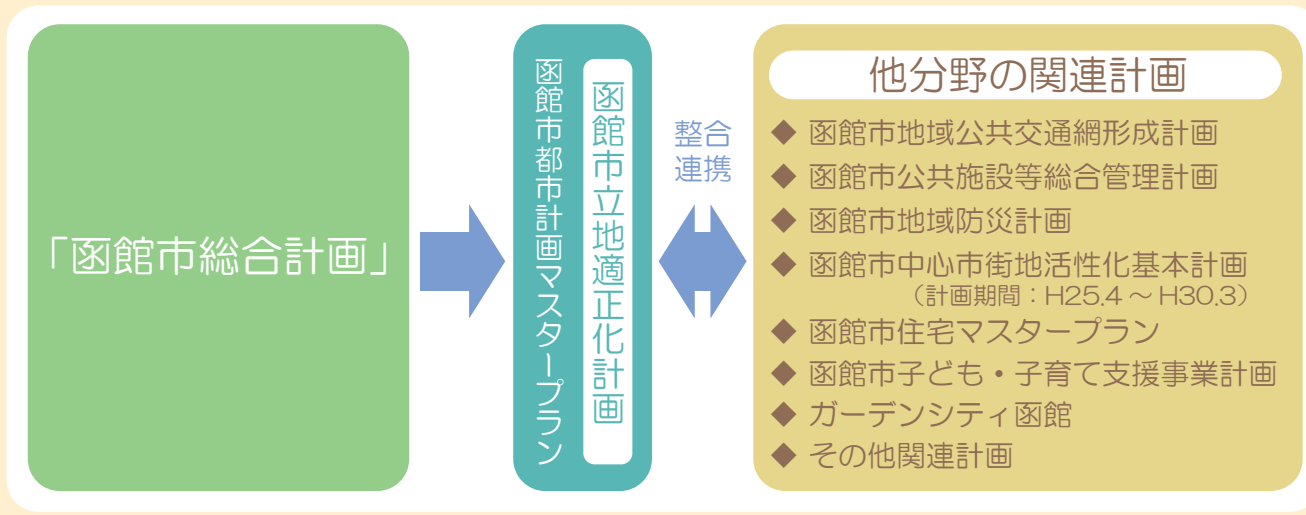 「函館市総合計画」
函館市都市計画マスタープラン
函館市立地適正化計画
整合
連携
他分野の関連計画
◆ 函館市地域公共交通網形成計画
◆ 函館市公共施設等総合管理計画
◆ 函館市地域防災計画
◆ 函館市中心市街地活性化基本計画
（計画期間：H25.4 ～ H30.3）
◆ 函館市住宅マスタープラン
◆ 函館市子ども・子育て支援事業計画
◆ ガーデンシティ函館
◆ その他関連計画